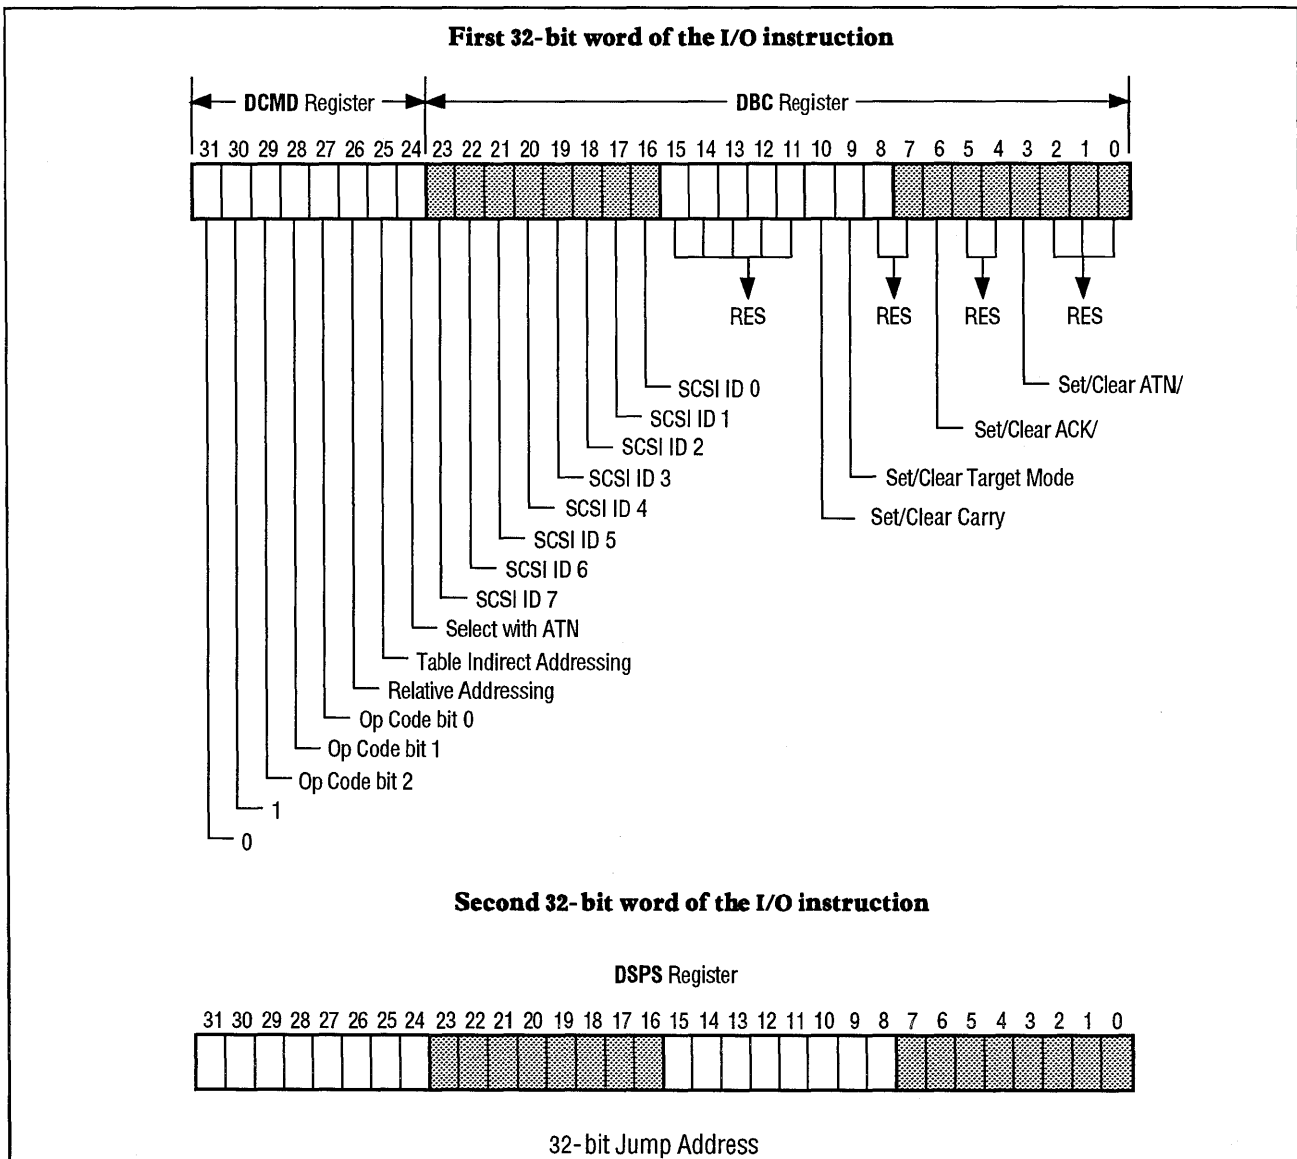 First 32-bit word of the I/O instruction
DCMD Register
DBC Register
31 30 29 28 27 26 25 24 23 22 21 20 19 18 17 16 15 14 13 12 11 10 9 8 7 6 5 4 3 2 1 0
RES RES RES RES
SCSI ID 0
Set/Clear ATN/
SCSI ID 1
Set/Clear ACK/
SCSI ID 2
SCSI ID 3
Set/Clear Target Mode
SCSI ID 4
Set/Clear Carry
SCSI ID 5
SCSI ID 6
SCSI ID 7
Select with ATN
Table Indirect Addressing
Relative Addressing
Op Code bit 0
Op Code bit 1
Op Code bit 2
1
0
Second 32-bit word of the I/O instruction
DSPS Register
31 30 29 28 27 26 25 24 23 22 21 20 19 18 17 16 15 14 13 12 11 10 9 8 7 6 5 4 3 2 1 0
32-bit Jump Address